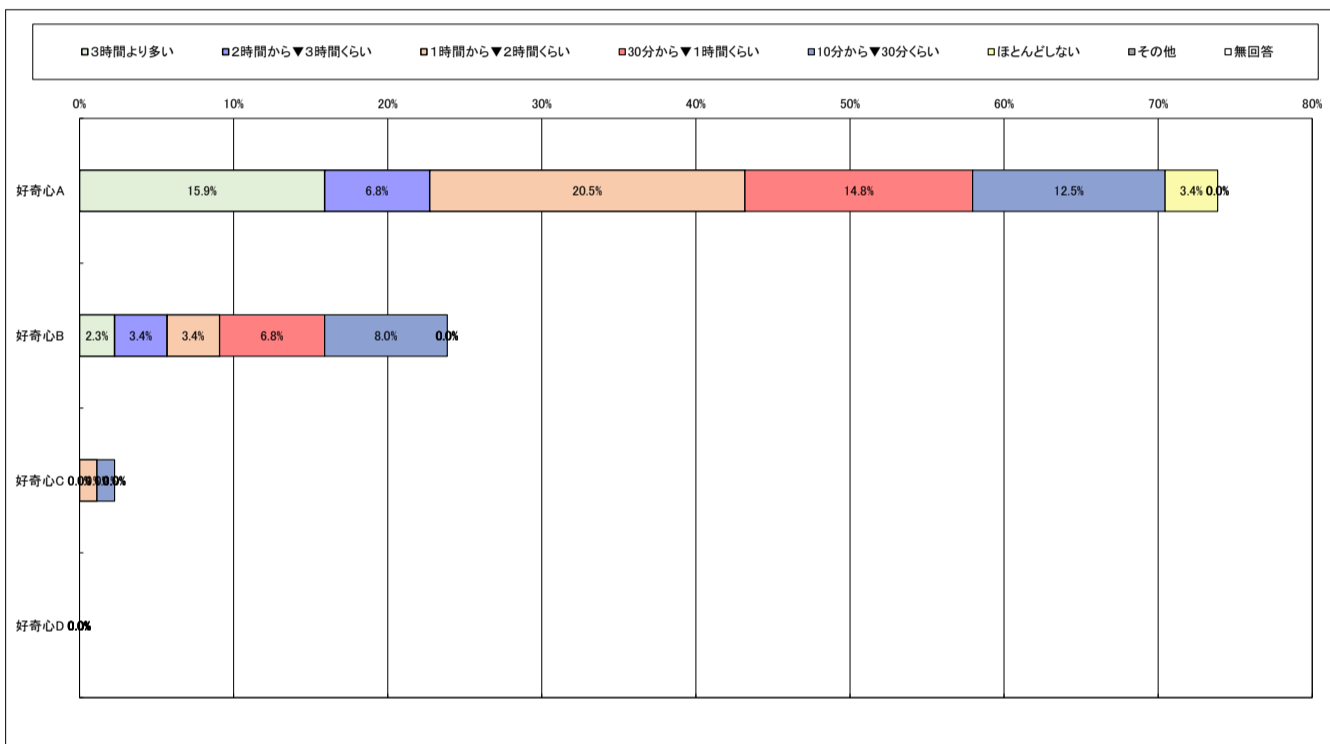 ３時間より多い ２時間から▼３時間くらい １時間から▼２時間くらい 30分から▼１時間くらい 10分から▼30分くらい ほとんどしない その他 無回答
0% 10% 20% 30% 40% 50% 60% 70% 80%
好奇心A 15.9% 6.8% 20.5% 14.8% 12.5% 3.4% 0.0%
好奇心B 2.3% 3.4% 3.4% 6.8% 8.0% 0.0%
好奇心C 0.0% 0.0%
好奇心D 0.0%